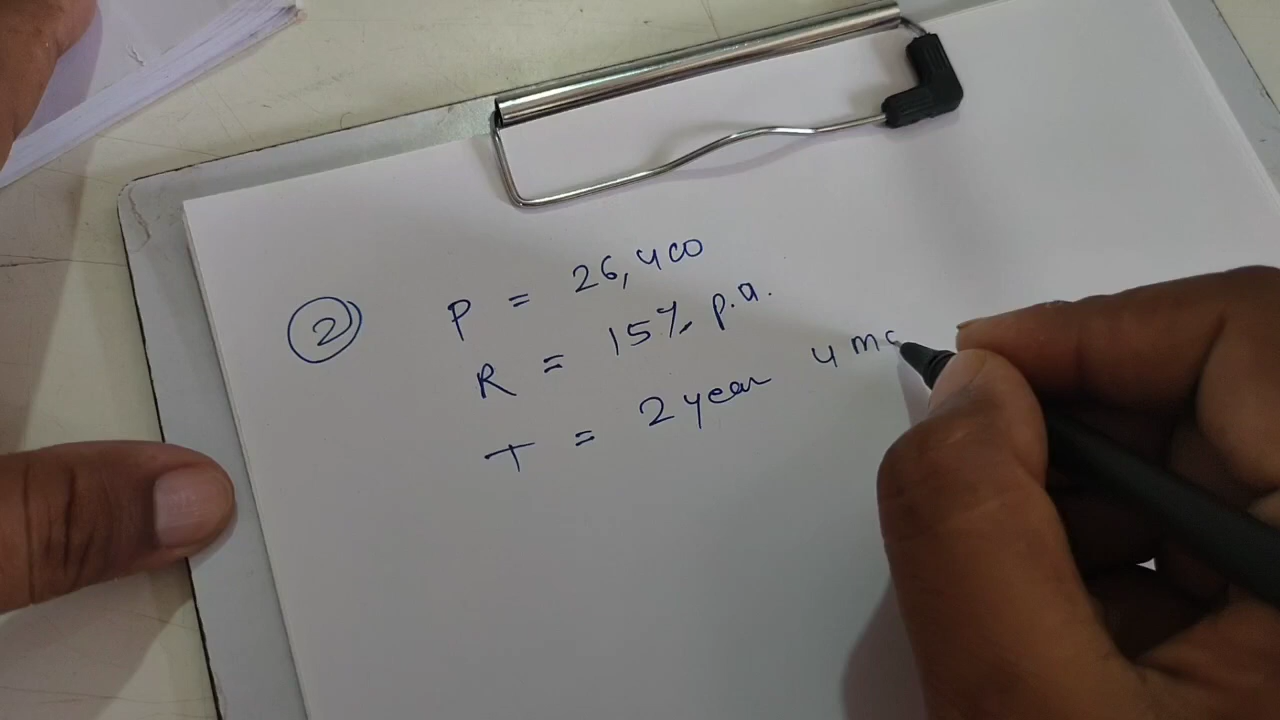 2
P = 26,400
R = 15% p.a.
T = 2 year 4 mo